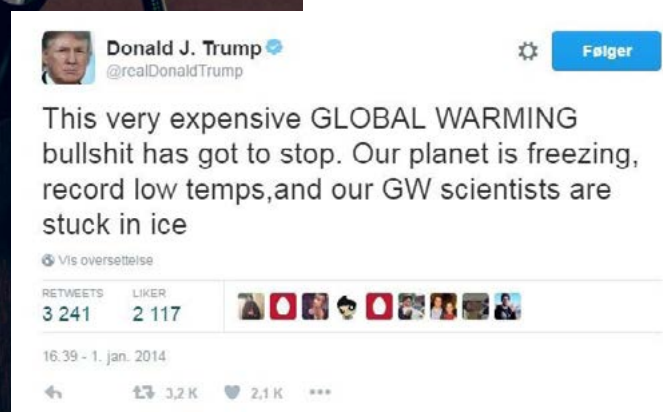 Donald J. Trump
@realDonaldTrump
Følger
This very expensive GLOBAL WARMING
bullshit has got to stop. Our planet is freezing,
record low temps,and our GW scientists are
stuck in ice
Vis oversettelse
RETWEETS LIKER
3 241 2 117
16.39 - 1. jan. 2014
3,2 K 2,1 K